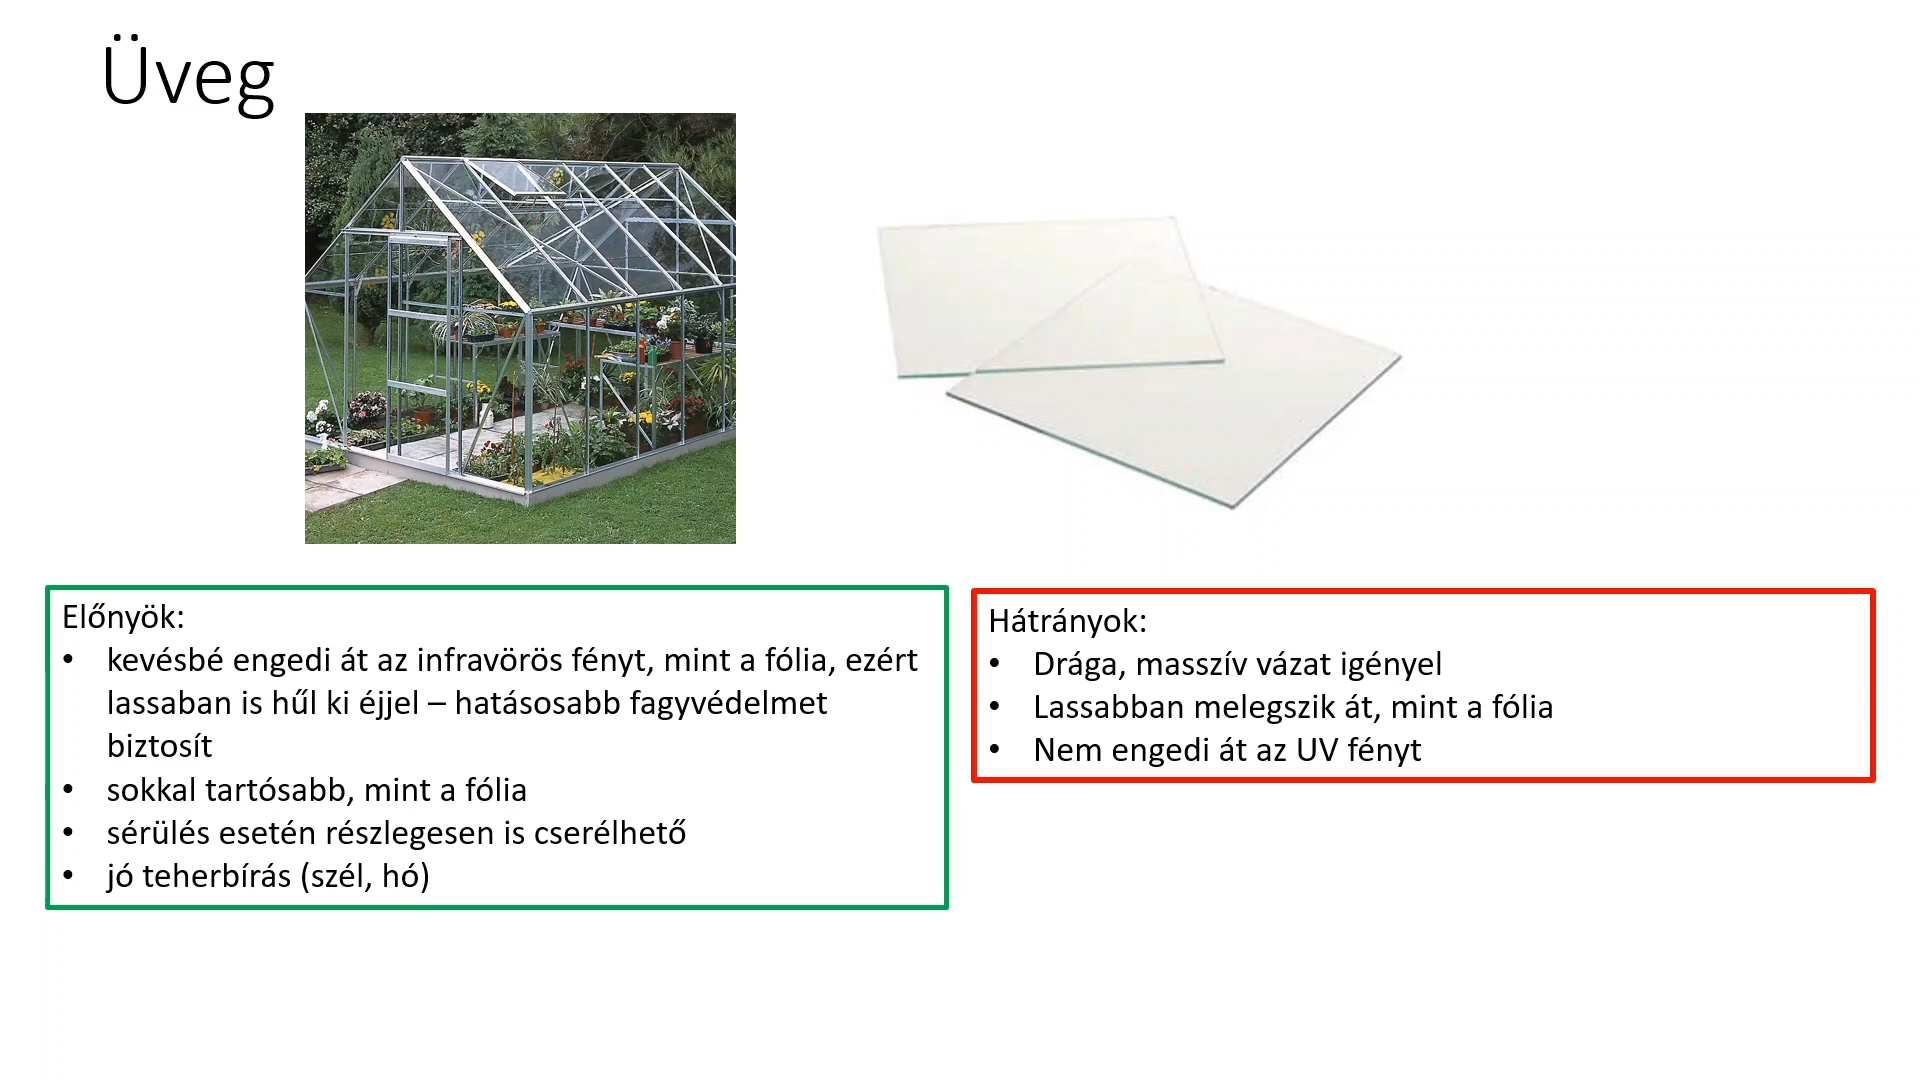 Üveg
Előnyök:
• kevésbé engedi át az infravörös fényt, mint a fólia, ezért
lassaban is hűl ki éjjel – hatásosabb fagyvédelmet
biztosít
• sokkal tartósabb, mint a fólia
• sérülés esetén részlegesen is cserélhető
• jó teherbírás (szél, hó)
Hátrányok:
• Drága, masszív vázat igényel
• Lassabban melegszik át, mint a fólia
• Nem engedi át az UV fényt